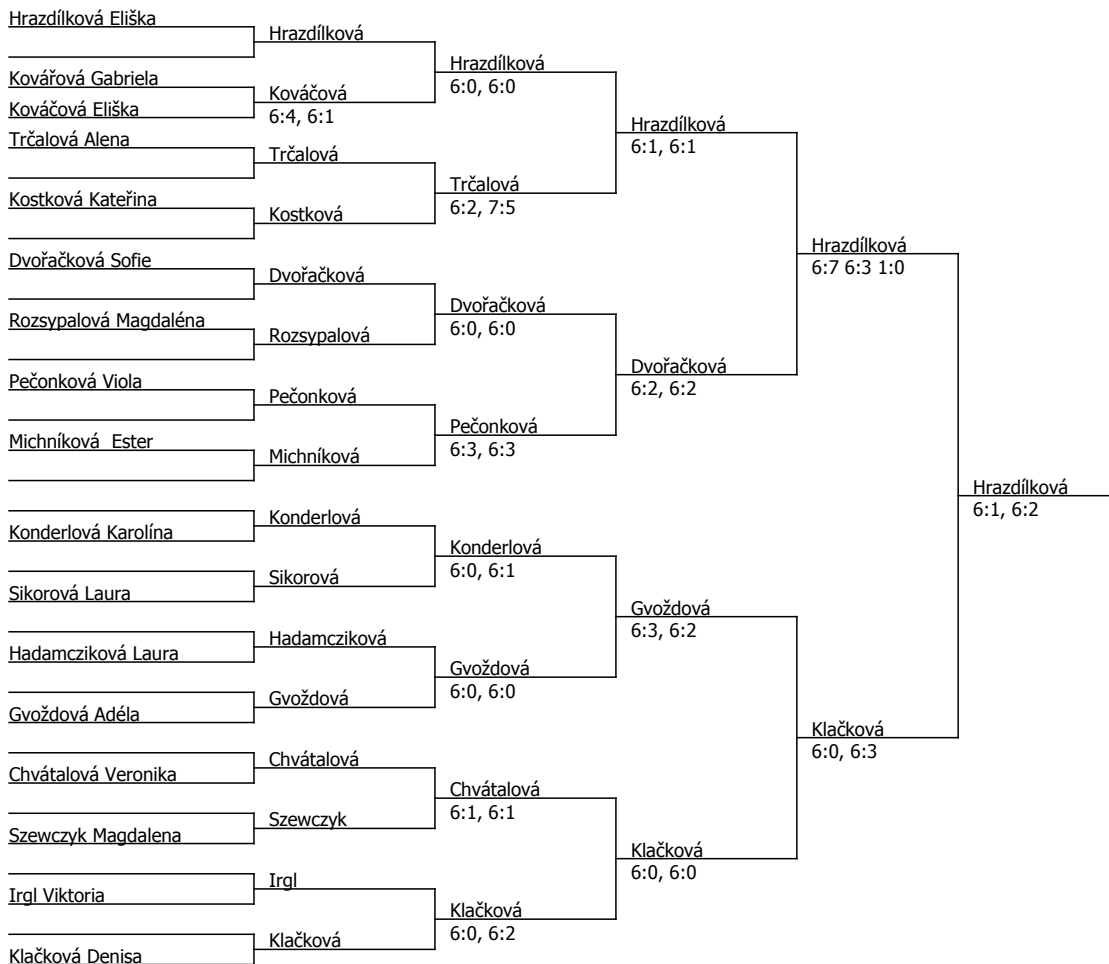 Hrazdílková Eliška
Hrazdílková
Hrazdílková
6:0, 6:0
Kovářová Gabriela
Kováčová
6:4, 6:1
Kováčová Eliška
Hrazdílková
6:1, 6:1
Trčalová Alena
Trčalová
Trčalová
6:2, 7:5
Kostková Kateřina
Kostková
Hrazdílková
6:7 6:3 1:0
Dvořačková Sofie
Dvořačková
Dvořačková
6:0, 6:0
Rozsypalová Magdaléna
Rozsypalová
Dvořačková
6:2, 6:2
Pečonková Viola
Pečonková
Pečonková
6:3, 6:3
Michníková  Ester
Michníková
Hrazdílková
6:1, 6:2
Konderlová
Konderlová Karolína
Konderlová
6:0, 6:1
Sikorová
Sikorová Laura
Gvoždová
6:3, 6:2
Hadamcziková
Hadamcziková Laura
Gvoždová
6:0, 6:0
Gvoždová
Gvoždová Adéla
Klačková
6:0, 6:3
Chvátalová
Chvátalová Veronika
Chvátalová
6:1, 6:1
Szewczyk
Szewczyk Magdalena
Klačková
6:0, 6:0
Irgl
Irgl Viktoria
Klačková
6:0, 6:2
Klačková
Klačková Denisa